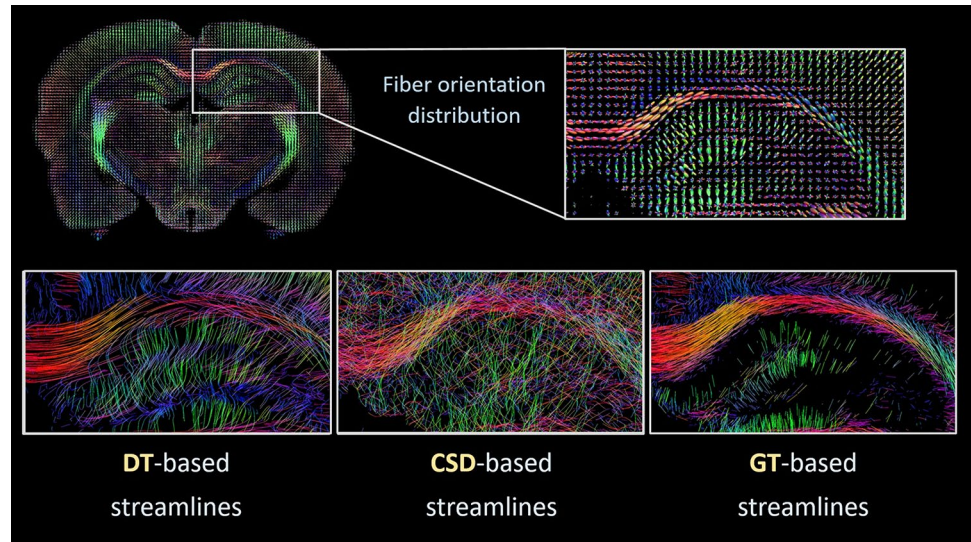 Fiber orientation
distribution
DT-based
streamlines
CSD-based
streamlines
GT-based
streamlines